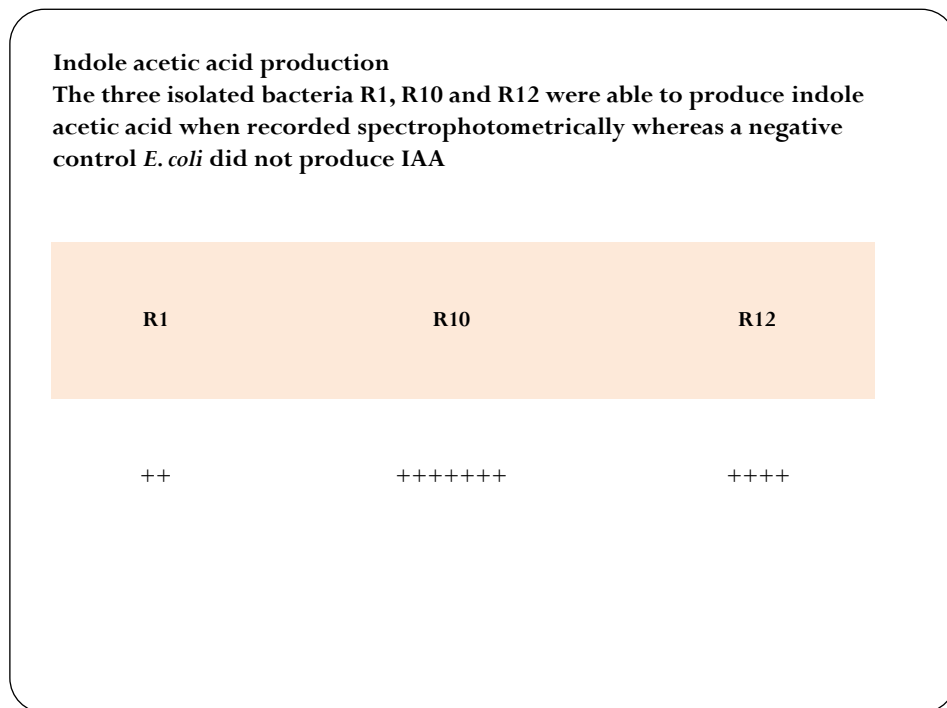 Indole acetic acid production
The three isolated bacteria R1, R10 and R12 were able to produce indole
acetic acid when recorded spectrophotometrically whereas a negative
control E. coli did not produce IAA
R1 R10 R12
++ +++++++ ++++